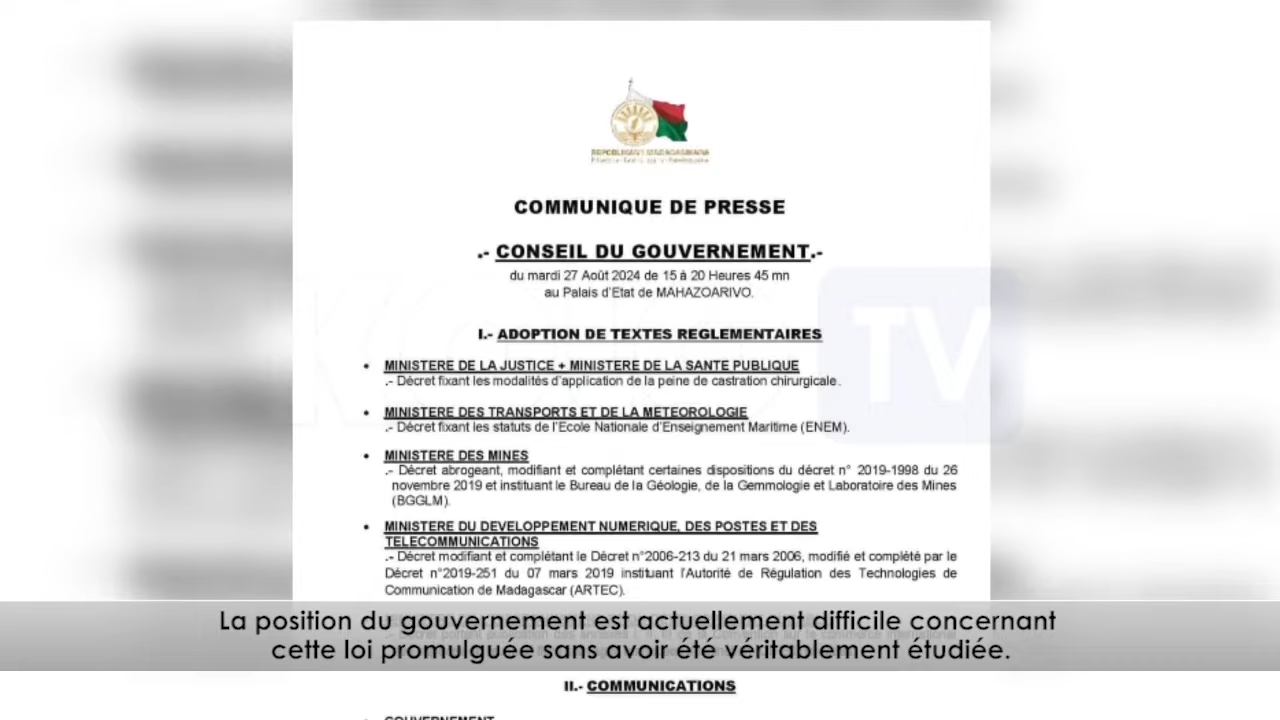 REPOBLIKAN'I MADAGASIKARA
COMMUNIQUE DE PRESSE
.- CONSEIL DU GOUVERNEMENT.-
du mardi 27 Août 2024 de 15 à 20 Heures 45 mn
au Palais d'Etat de MAHAZOARIVO.
TV
I.- ADOPTION DE TEXTES REGLEMENTAIRES
• MINISTERE DE LA JUSTICE + MINISTERE DE LA SANTE PUBLIQUE
.- Décret fixant les modalités d'application de la peine de castration chirurgicale.
• MINISTERE DES TRANSPORTS ET DE LA METEOROLOGIE
.- Décret fixant les statuts de l'Ecole Nationale d'Enseignement Maritime (ENEM).
• MINISTERE DES MINES
.- Décret abrogeant, modifiant et complétant certaines dispositions du décret n° 2019-1998 du 26
novembre 2019 et instituant le Bureau de la Géologie, de la Gemmologie et Laboratoire des Mines
(BGGLM).
• MINISTERE DU DEVELOPPEMENT NUMERIQUE, DES POSTES ET DES
TELECOMMUNICATIONS
.- Décret modifiant et complétant le Décret n°2006-213 du 21 mars 2006, modifié et complété par le
Décret n°2019-251 du 07 mars 2019 instituant l'Autorité de Régulation des Technologies de
Communication de Madagascar (ARTEC).
La position du gouvernement est actuellement difficile concernant
cette loi promulguée sans avoir été véritablement étudiée.
II.- COMMUNICATIONS
• GOUVERNEMENT